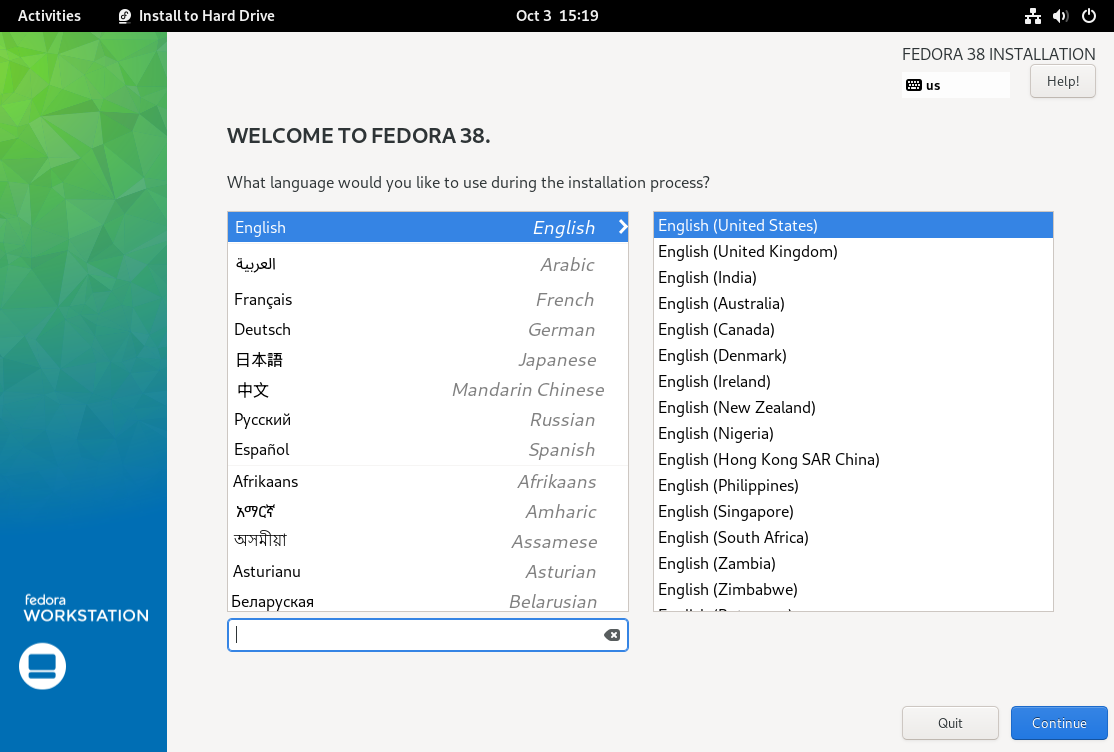 Activities Install to Hard Drive Oct 3 15:19
FEDORA 38 INSTALLATION
us Help!
WELCOME TO FEDORA 38.
What language would you like to use during the installation process?
English English
العربية Arabic
Français French
Deutsch German
日本語 Japanese
中文 Mandarin Chinese
Русский Russian
Español Spanish
Afrikaans Afrikaans
አማርኛ Amharic
অসমীয়া Assamese
Asturianu Asturian
Беларуская Belarusian
English (United States)
English (United Kingdom)
English (India)
English (Australia)
English (Canada)
English (Denmark)
English (Ireland)
English (New Zealand)
English (Nigeria)
English (Hong Kong SAR China)
English (Philippines)
English (Singapore)
English (South Africa)
English (Zambia)
English (Zimbabwe)
fedora
WORKSTATION
Quit Continue